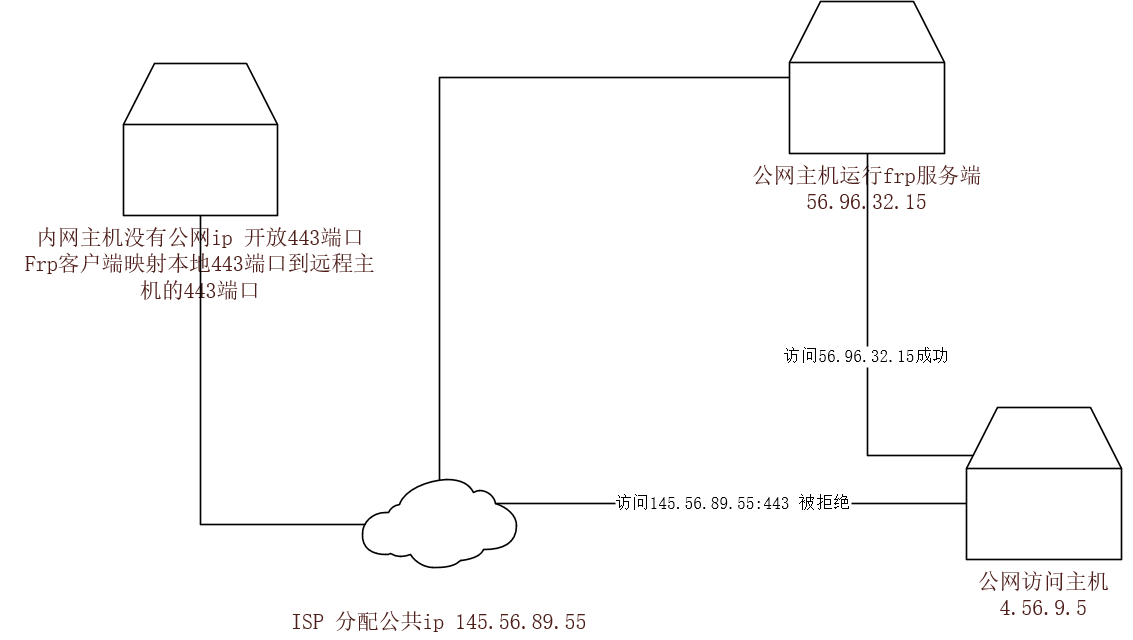 公网主机运行frp服务端
56.96.32.15
内网主机没有公网ip 开放443端口
Frp客户端映射本地443端口到远程主
机的443端口
访问56.96.32.15成功
访问145.56.89.55:443 被拒绝
公网访问主机
4.56.9.5
ISP 分配公共ip 145.56.89.55